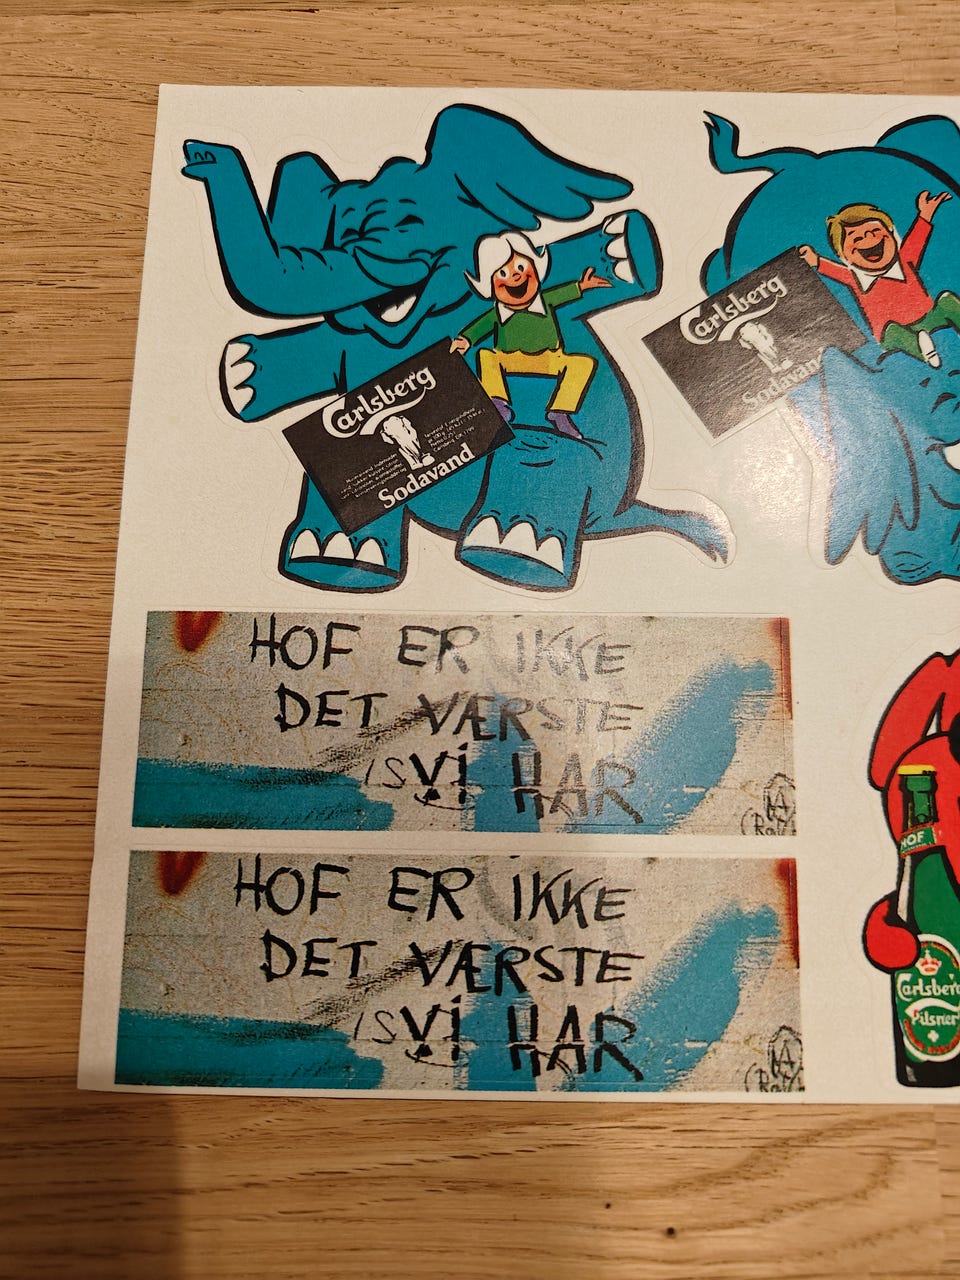 Carlsberg
Sodavand
Carlsberg
Sodavand
HOF ER IKKE
DET VÆRSTE
VI HAR
HOF ER IKKE
DET VÆRSTE
VI HAR
HOF
Carlsberg
Pilsner